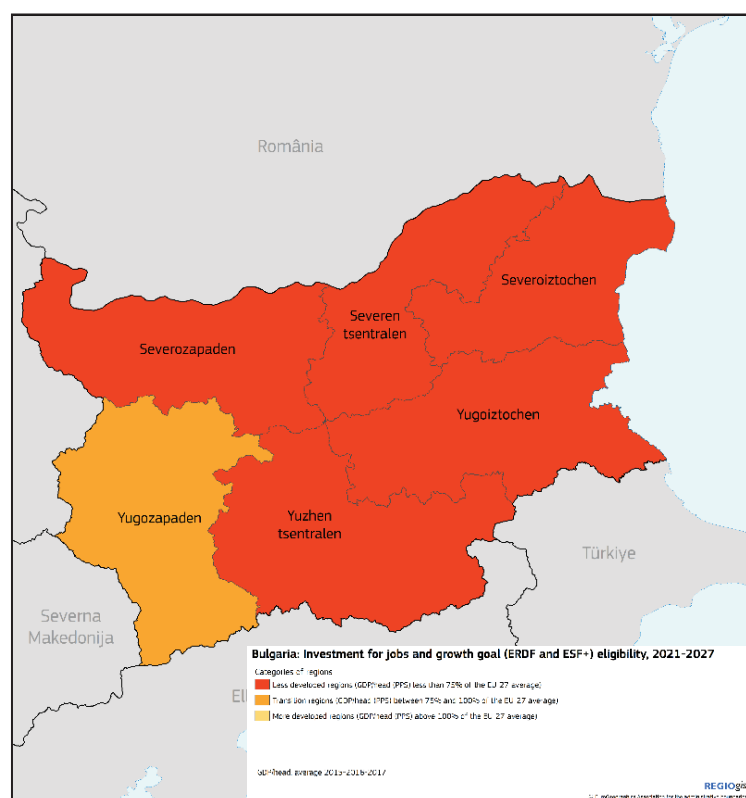 România
Severoiztochen
Severen
tsentralen
Severozapaden
Yugoiztochen
Yugozapaden
Yuzhen
tsentralen
Türkiye
Severna
Makedonija
El
Bulgaria: Investment for jobs and growth goal (ERDF and ESF+) eligibility, 2021-2027
Categories of regions
Less developed regions (GDP/head (PPS) less than 75% of the EU-27 average)
Transition regions (GDP/head (PPS) between 75% and 100% of the EU-27 average)
More developed regions (GDP/head (PPS) above 100% of the EU-27 average)
GDP/head, average 2015-2016-2017
REGIOgis